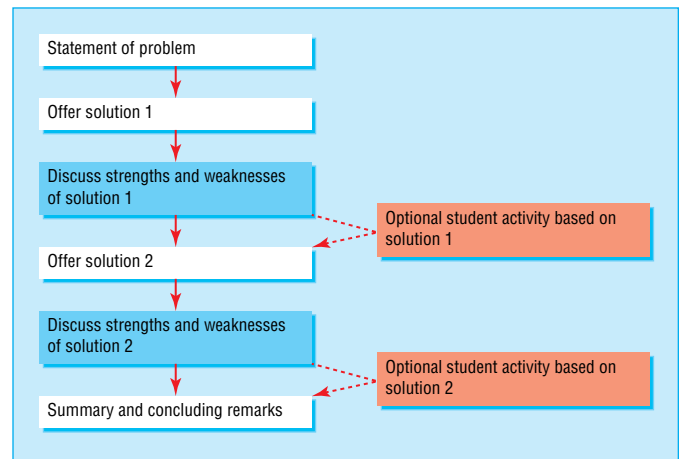 Statement of problem
Offer solution 1
Discuss strengths and weaknesses
of solution 1
Optional student activity based on
solution 1
Offer solution 2
Discuss strengths and weaknesses
of solution 2
Optional student activity based on
solution 2
Summary and concluding remarks